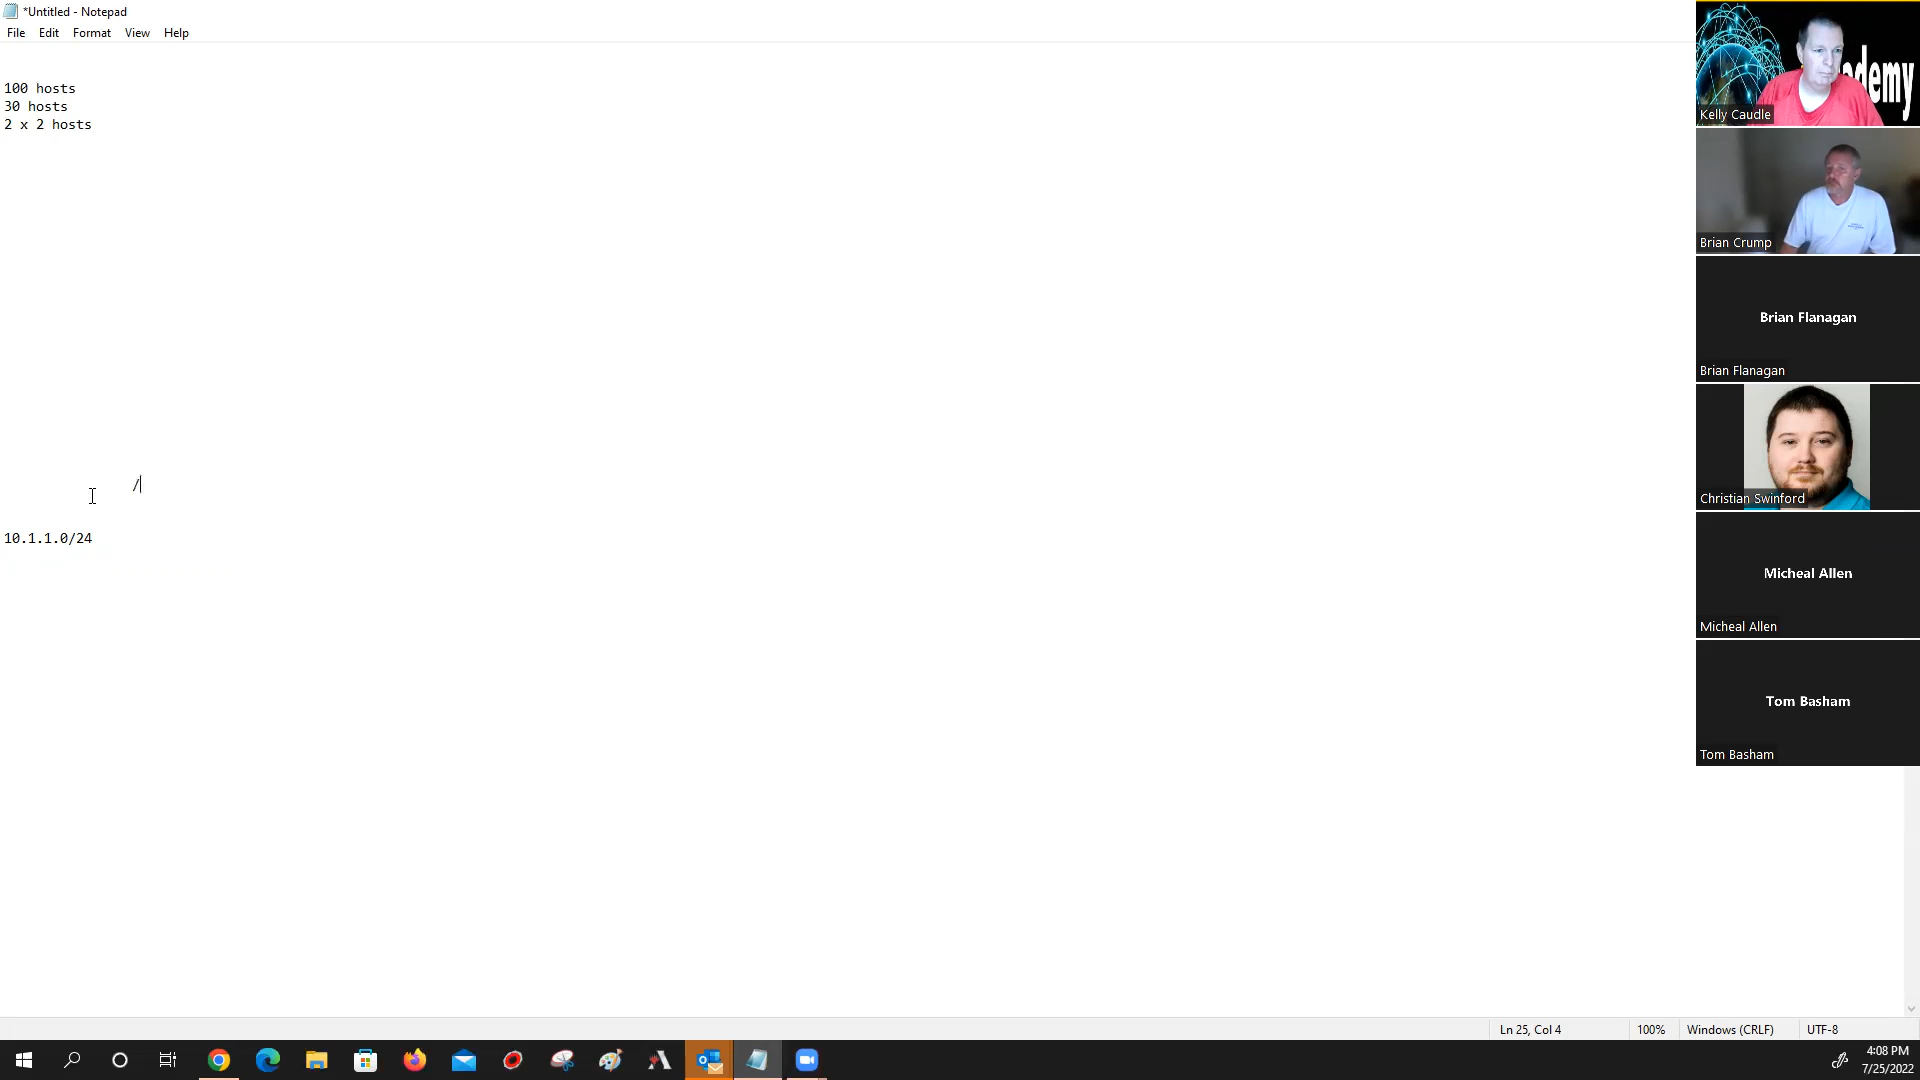 *Untitled - Notepad
File Edit Format View Help
100 hosts
30 hosts
2 x 2 hosts
/
10.1.1.0/24
demy
Kelly Caudle
Brian Crump
Brian Flanagan
Brian Flanagan
Christian Swinford
Micheal Allen
Micheal Allen
Tom Basham
Tom Basham
Ln 25, Col 4 100% Windows (CRLF) UTF-8
4:08 PM
7/25/2022